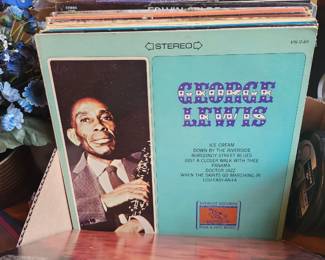 STEREO
GEORGE
LEWIS
ICE CREAM
DOWN BY THE RIVERSIDE
BURGUNDY STREET BLUES
JUST A CLOSER WALK WITH THEE
PANAMA
DOCTOR JAZZ
WHEN THE SAINTS GO MARCHING IN